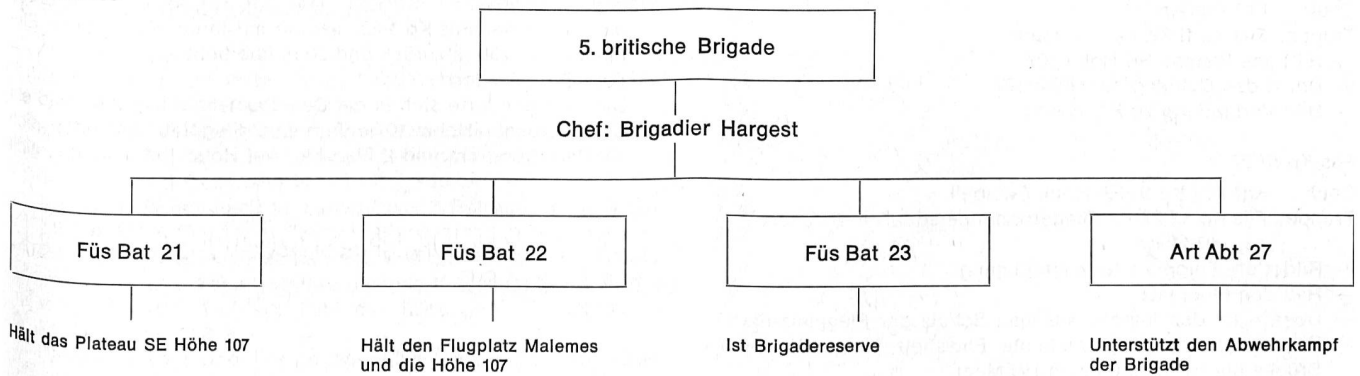 5. britische Brigade
Chef: Brigadier Hargest
Füs Bat 21
Füs Bat 22
Füs Bat 23
Art Abt 27
Hält das Plateau SE Höhe 107
Hält den Flugplatz Malemes
und die Höhe 107
Ist Brigadereserve
Unterstützt den Abwehrkampf
der Brigade